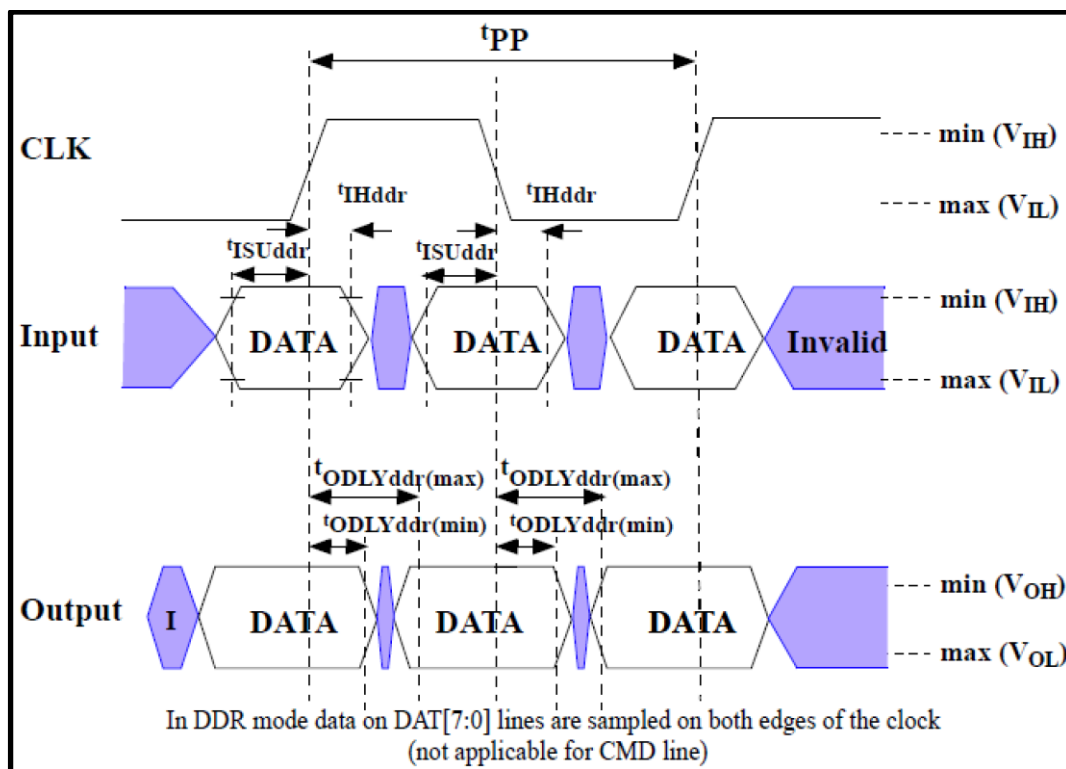 tPP
CLK
min (VIH)
max (VIL)
tIHddr
tIHddr
tISUddr
tISUddr
Input
DATA
DATA
DATA
Invalid
min (VIH)
max (VIL)
tODLYddr(max)
tODLYddr(max)
tODLYddr(min)
tODLYddr(min)
Output
I
DATA
DATA
DATA
min (VOH)
max (VOL)
In DDR mode data on DAT[7:0] lines are sampled on both edges of the clock
(not applicable for CMD line)